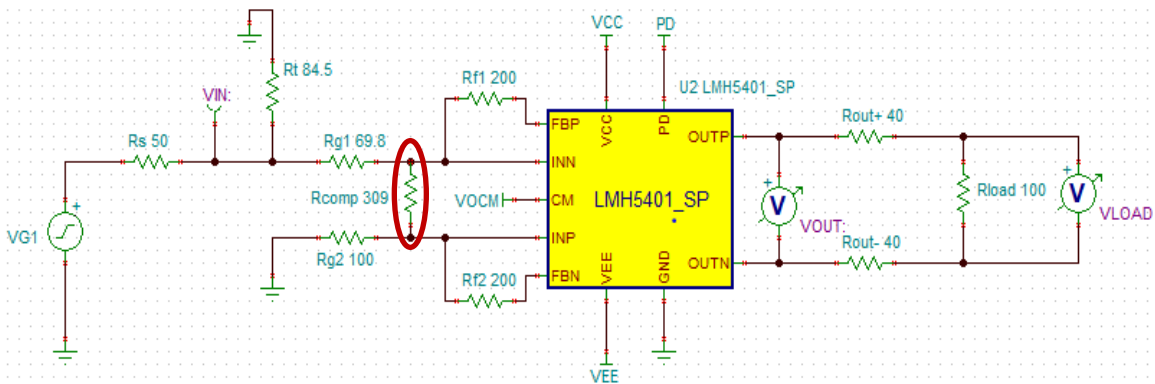 VCC PD
Rt 84.5
Rf1 200
U2 LMH5401_SP
VIN:
FBP
VCC
PD
OUTP
Rout+ 40
Rs 50
Rg1 69.8
INN
+
Rcomp 309
VOCM
CM
LMH5401_SP
V
+
Rload 100
V
+
VLOAD
VG1
VOUT:
Rg2 100
INP
Rout- 40
VEE
GND
OUTN
Rf2 200
FBN
VEE